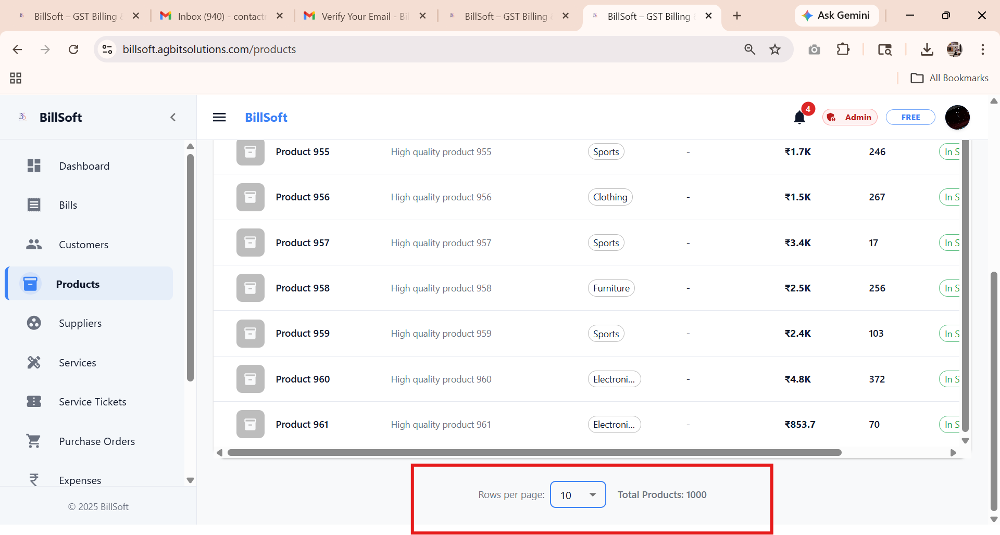 BillSoft – GST Billing &
Inbox (940) - contact
Verify Your Email - Bil
BillSoft – GST Billing
BillSoft – GST Billing
Ask Gemini
billsoft.agbitsolutions.com/products
All Bookmarks
BS BillSoft
BillSoft
4
Admin
FREE
Dashboard
Bills
Customers
Products
Suppliers
Services
Service Tickets
Purchase Orders
Expenses
© 2025 BillSoft
Product 955 High quality product 955 Sports - ₹1.7K 246 In S
Product 956 High quality product 956 Clothing - ₹1.5K 267 In S
Product 957 High quality product 957 Sports - ₹3.4K 17 In S
Product 958 High quality product 958 Furniture - ₹2.5K 256 In S
Product 959 High quality product 959 Sports - ₹2.4K 103 In S
Product 960 High quality product 960 Electroni... - ₹4.8K 372 In S
Product 961 High quality product 961 Electroni... - ₹853.7 70 In S
Rows per page: 10 Total Products: 1000